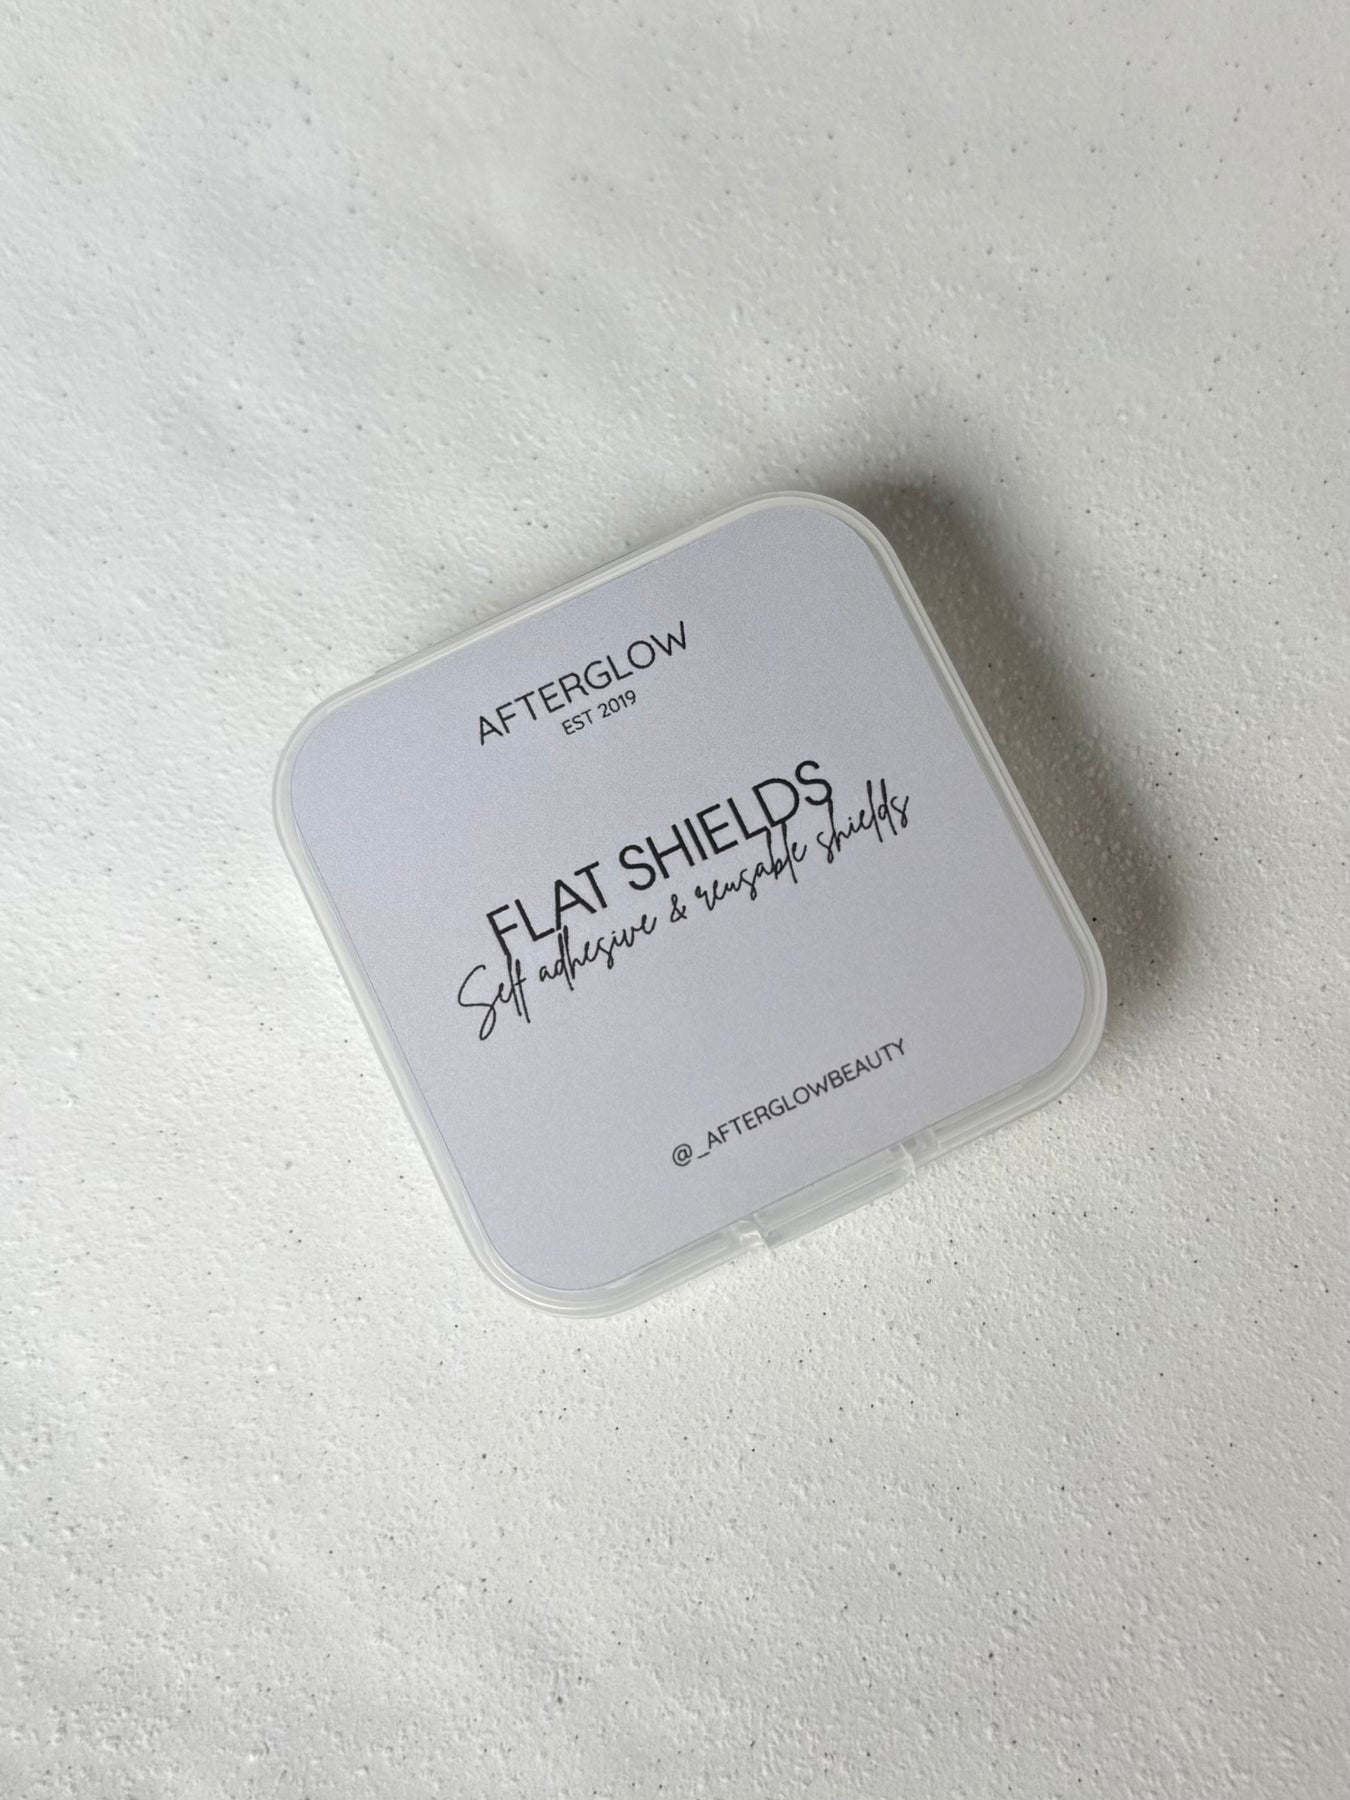 AFTERGLOW
EST 2019
FLAT SHIELDS
Self adhesive & reusable shields
@_AFTERGLOWBEAUTY